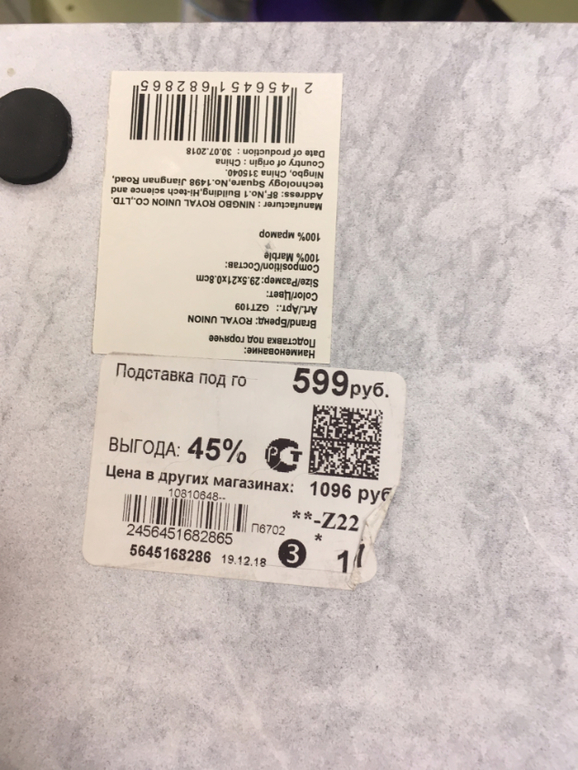 Наименование:
Подставка под горячее
Brand/Бренд: ROYAL UNION
Art./Арт.: GZT109
Color/Цвет:
Size/Размер:29.5x21x0.8cm
Composition/Состав:
100% Marble
100% мрамор
Manufacturer : NINGBO ROYAL UNION CO.,LTD.
Address: 8F,No.1 Building,Hi-tech science and
technology Square,No.1498 Jiangnan Road,
Ningbo, China 315040.
Country of origin : China
Date of production : 30.07.2018
2 456451 682865
Подставка под го
599руб.
ВЫГОДА: 45%
РСТ
Цена в других магазинах: 1096 руб
10810648--
П6702
**-Z22
*
2456451682865
5645168286 19.12.18 3